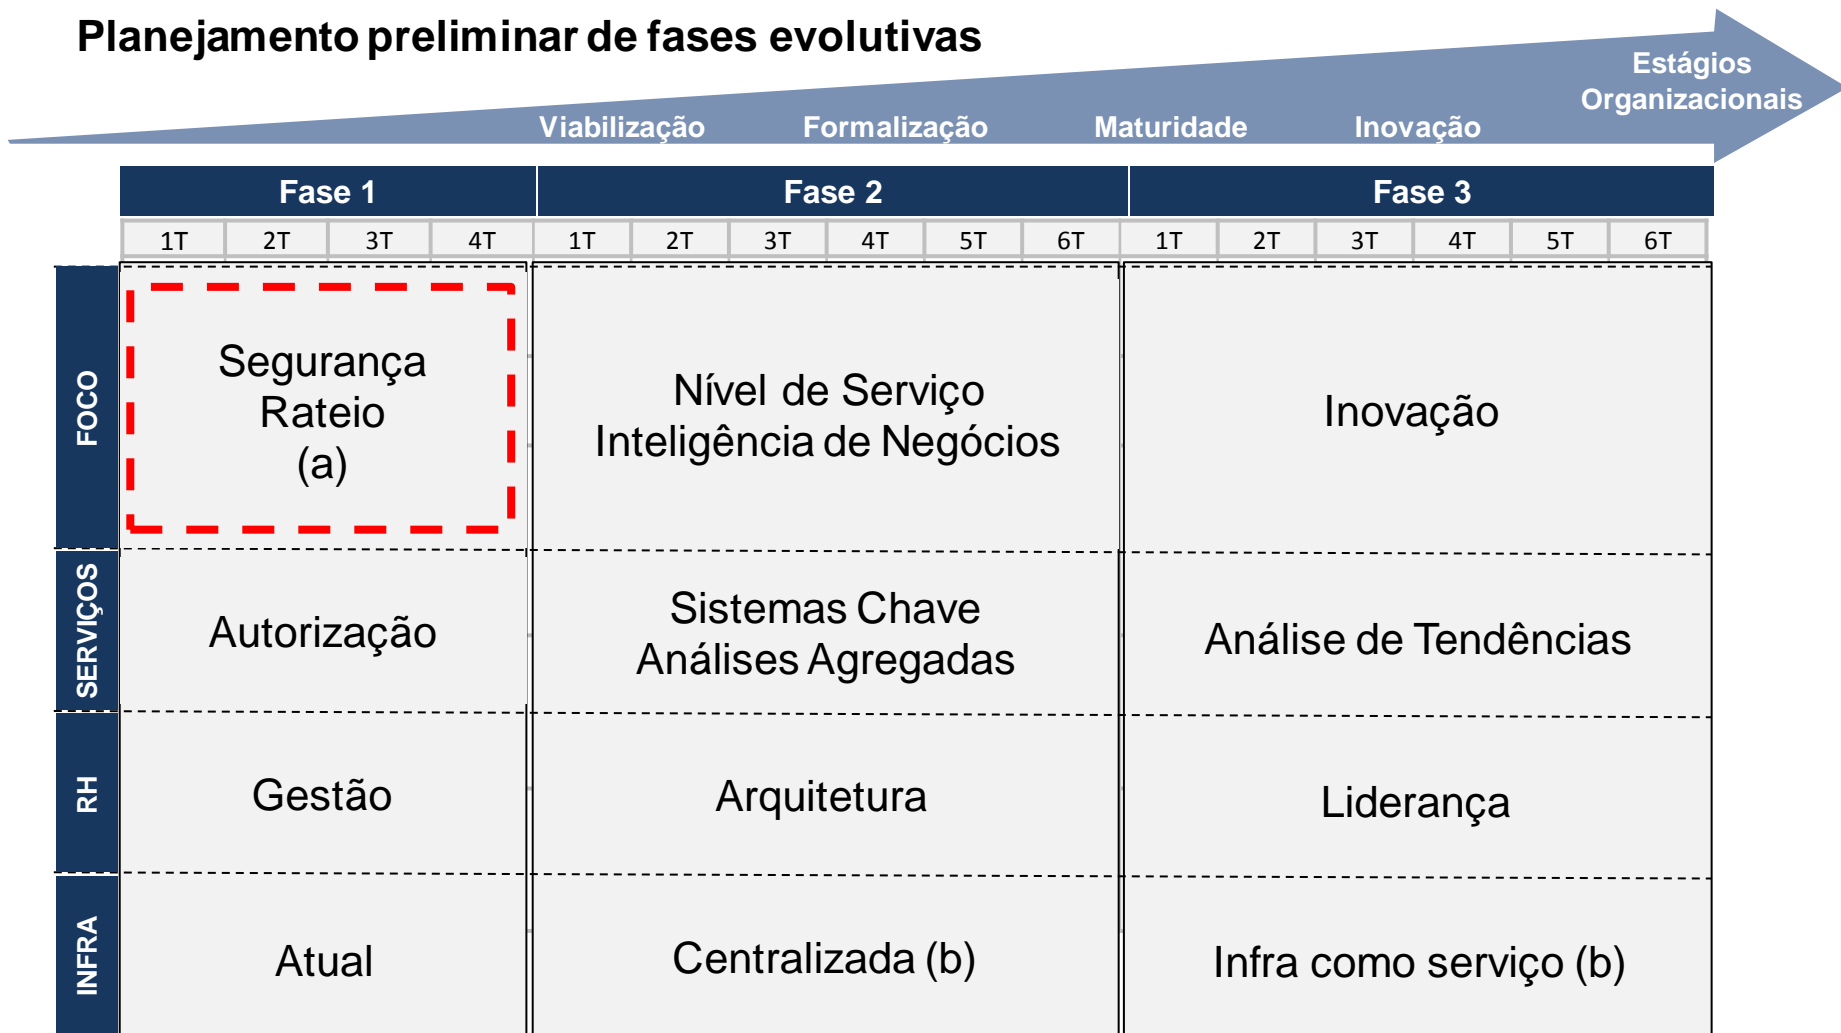 Planejamento preliminar de fases evolutivas
Estágios
Organizacionais
Viabilização Formalização Maturidade Inovação
Fase 1 Fase 2 Fase 3
1T 2T 3T 4T 1T 2T 3T 4T 5T 6T 1T 2T 3T 4T 5T 6T
FOCO
Segurança
Rateio
(a)
Nível de Serviço
Inteligência de Negócios
Inovação
SERVIÇOS
Autorização
Sistemas Chave
Análises Agregadas
Análise de Tendências
RH
Gestão
Arquitetura
Liderança
INFRA
Atual
Centralizada (b)
Infra como serviço (b)